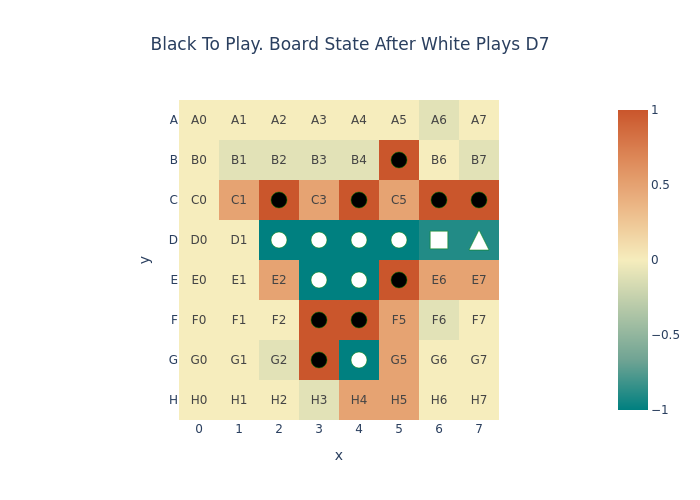 Black To Play. Board State After White Plays D7
A A0 A1 A2 A3 A4 A5 A6 A7
B B0 B1 B2 B3 B4 B6 B7
C C0 C1 C3 C5
D D0 D1
E E0 E1 E2 E6 E7
F F0 F1 F2 F5 F6 F7
G G0 G1 G2 G5 G6 G7
H H0 H1 H2 H3 H4 H5 H6 H7
0 1 2 3 4 5 6 7
x
y
1
0.5
0
−0.5
−1